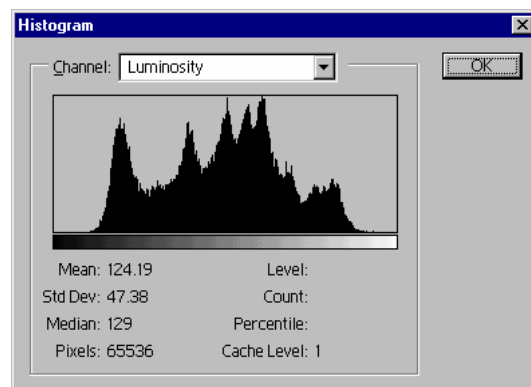 Histogram
Channel: Luminosity
OK
Mean: 124.19 Level:
Std Dev: 47.38 Count:
Median: 129 Percentile:
Pixels: 65536 Cache Level: 1